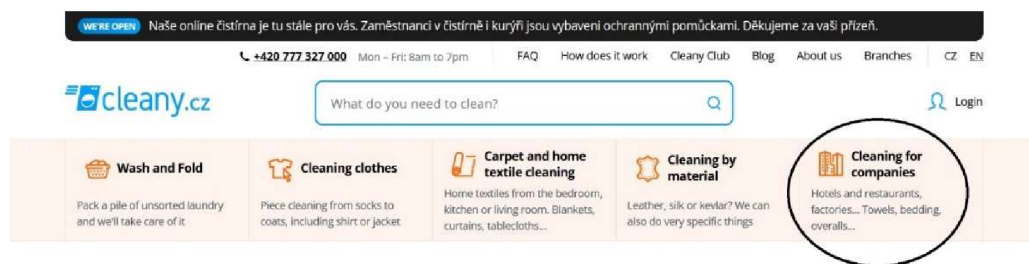 WE'RE OPEN Naše online čistírna je tu stále pro vás. Zaměstnanci v čistírně i kurýři jsou vybaveni ochrannými pomůckami. Děkujeme za vaši přízeň.
+420 777 327 000 Mon – Fri: 8am to 7pm FAQ How does it work Cleany Club Blog About us Branches CZ EN
cleany.cz What do you need to clean? Login
Wash and Fold
Pack a pile of unsorted laundry
and we'll take care of it
Cleaning clothes
Piece cleaning from socks to
coats, including shirt or jacket
Carpet and home
textile cleaning
Home textiles from the bedroom,
kitchen or living room. Blankets,
curtains, tablecloths...
Cleaning by
material
Leather, silk or kevlar? We can
also do very specific things
Cleaning for
companies
Hotels and restaurants,
factories... Towels, bedding,
overalls...